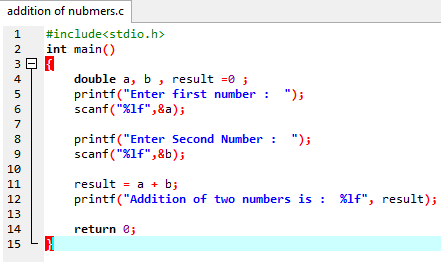 addition of nubmers.c
1 #include<stdio.h>
2 int main()
3 {
4 double a, b , result =0 ;
5 printf("Enter first number :  ");
6 scanf("%lf",&a);
7
8 printf("Enter Second Number :  ");
9 scanf("%lf",&b);
10
11 result = a + b;
12 printf("Addition of two numbers is :  %lf", result);
13
14 return 0;
15 }